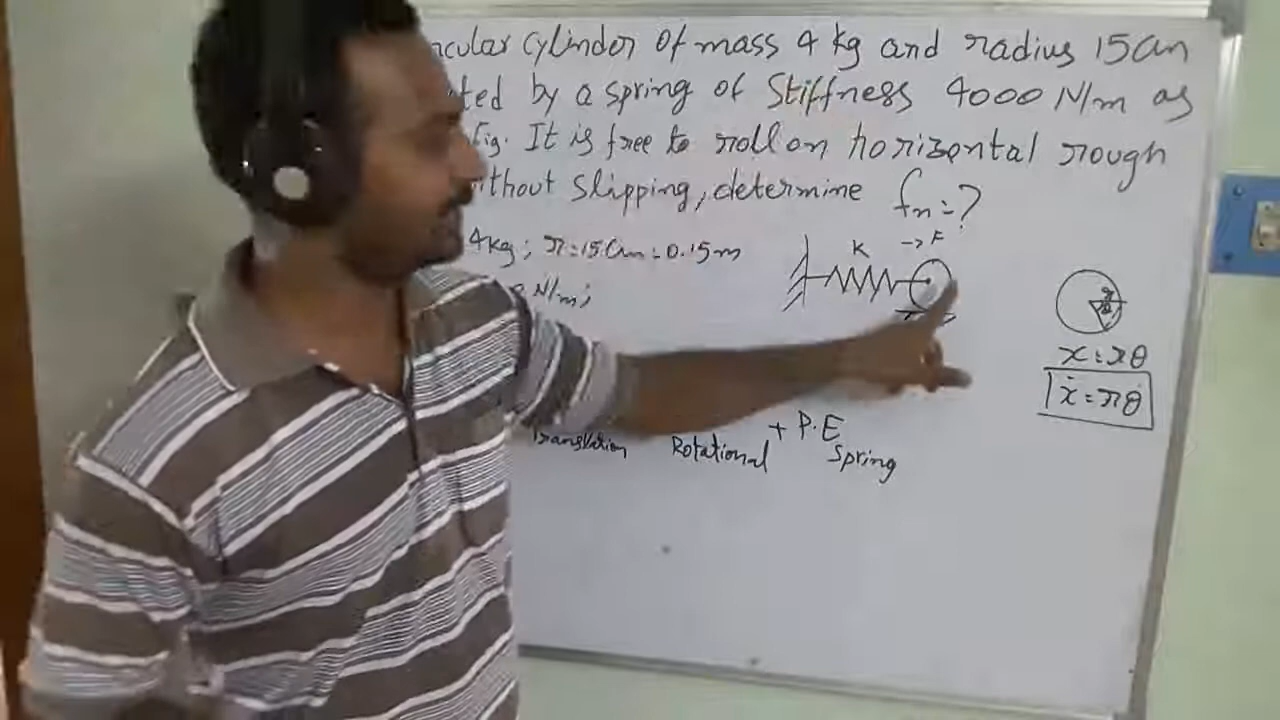 cular cylinder of mass 4 kg and radius 15cm
ted by a spring of Stiffness 4000 N/m as
Fig. It is free to roll on horizontal rough
ithout Slipping, determine fn=?
4kg; r=15cm=0.15m
N/m;
K
→ F
r
x=rθ
ẋ=rθ̇
Translation Rotational + P.E Spring